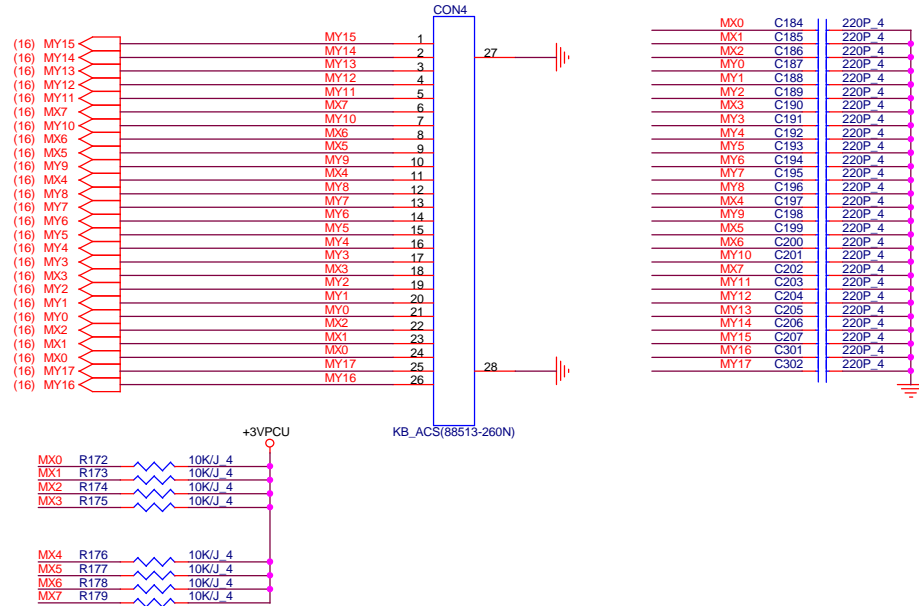 CON4
(16) MY15 MY15 1
(16) MY14 MY14 2 27
(16) MY13 MY13 3
(16) MY12 MY12 4
(16) MY11 MY11 5
(16) MX7 MX7 6
(16) MY10 MY10 7
(16) MX6 MX6 8
(16) MX5 MX5 9
(16) MY9 MY9 10
(16) MX4 MX4 11
(16) MY8 MY8 12
(16) MY7 MY7 13
(16) MY6 MY6 14
(16) MY5 MY5 15
(16) MY4 MY4 16
(16) MY3 MY3 17
(16) MX3 MX3 18
(16) MY2 MY2 19
(16) MY1 MY1 20
(16) MY0 MY0 21
(16) MX2 MX2 22
(16) MX1 MX1 23
(16) MX0 MX0 24
(16) MY17 MY17 25 28
(16) MY16 MY16 26
KB_ACS(88513-260N)
MX0 C184 220P_4
MX1 C185 220P_4
MX2 C186 220P_4
MY0 C187 220P_4
MY1 C188 220P_4
MY2 C189 220P_4
MX3 C190 220P_4
MY3 C191 220P_4
MY4 C192 220P_4
MY5 C193 220P_4
MY6 C194 220P_4
MY7 C195 220P_4
MY8 C196 220P_4
MX4 C197 220P_4
MY9 C198 220P_4
MX5 C199 220P_4
MX6 C200 220P_4
MY10 C201 220P_4
MX7 C202 220P_4
MY11 C203 220P_4
MY12 C204 220P_4
MY13 C205 220P_4
MY14 C206 220P_4
MY15 C207 220P_4
MY16 C301 220P_4
MY17 C302 220P_4
+3VPCU
MX0 R172 10K/J_4
MX1 R173 10K/J_4
MX2 R174 10K/J_4
MX3 R175 10K/J_4
MX4 R176 10K/J_4
MX5 R177 10K/J_4
MX6 R178 10K/J_4
MX7 R179 10K/J_4